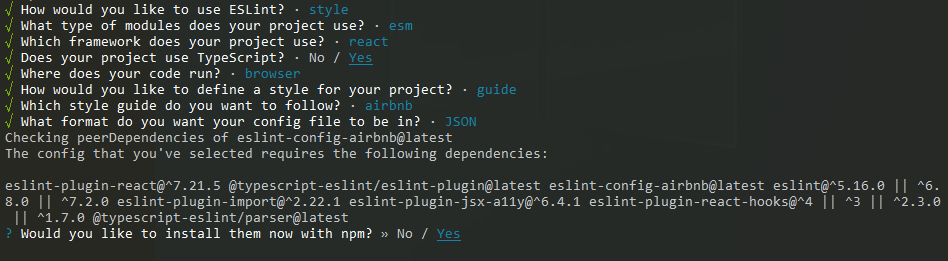 √ How would you like to use ESLint? · style
√ What type of modules does your project use? · esm
√ Which framework does your project use? · react
√ Does your project use TypeScript? · No / Yes
√ Where does your code run? · browser
√ How would you like to define a style for your project? · guide
√ Which style guide do you want to follow? · airbnb
√ What format do you want your config file to be in? · JSON
Checking peerDependencies of eslint-config-airbnb@latest
The config that you've selected requires the following dependencies:
eslint-plugin-react@^7.21.5 @typescript-eslint/eslint-plugin@latest eslint-config-airbnb@latest eslint@^5.16.0 || ^6.
8.0 || ^7.2.0 eslint-plugin-import@^2.22.1 eslint-plugin-jsx-a11y@^6.4.1 eslint-plugin-react-hooks@^4 || ^3 || ^2.3.0
|| ^1.7.0 @typescript-eslint/parser@latest
? Would you like to install them now with npm? » No / Yes